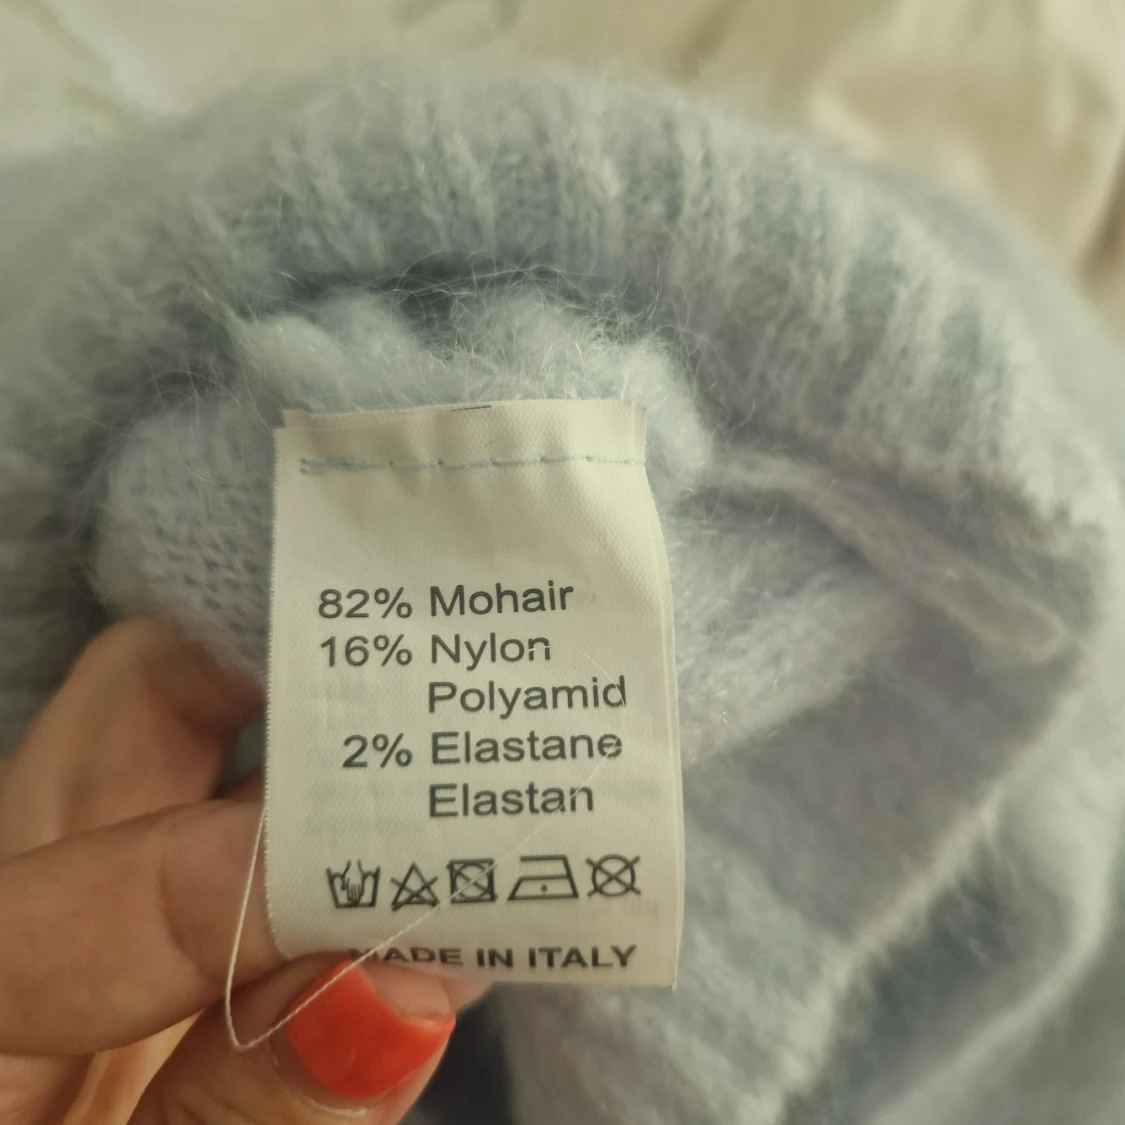 82% Mohair
16% Nylon
Polyamid
2% Elastane
Elastan
MADE IN ITALY